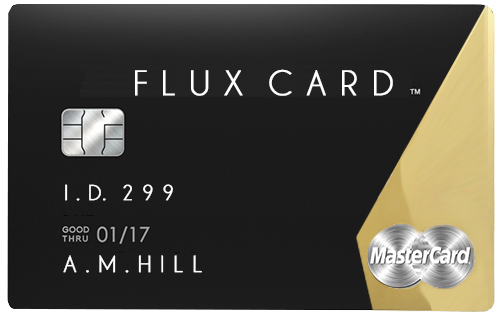 FLUX CARD ™
I.D. 299
GOOD
THRU 01/17
A.M.HILL
MasterCard